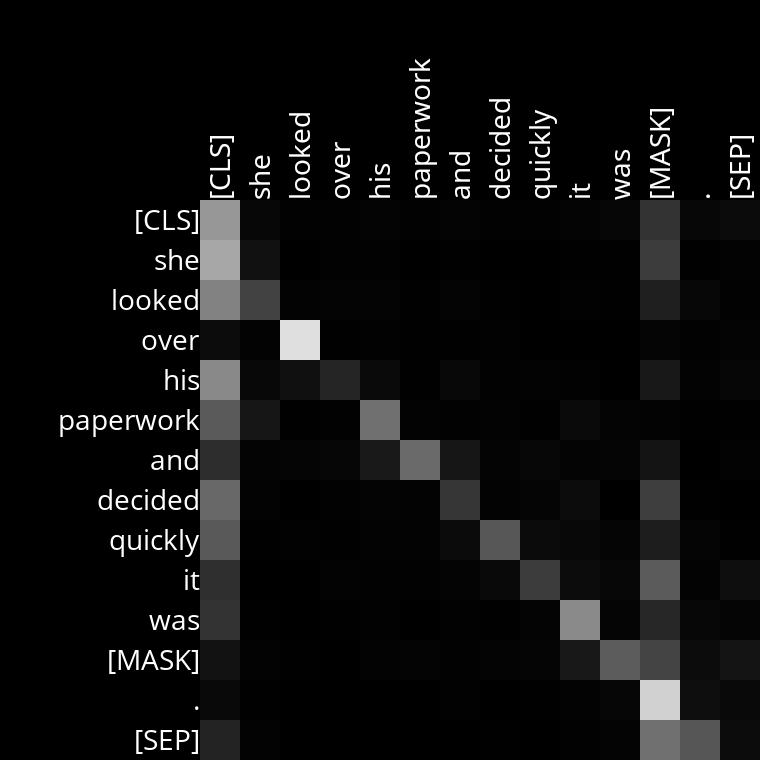 [CLS] she looked over his paperwork and decided quickly it was [MASK] . [SEP]
[CLS]
she
looked
over
his
paperwork
and
decided
quickly
it
was
[MASK]
.
[SEP]